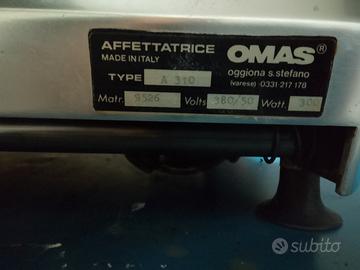 AFFETTATRICE
MADE IN ITALY
OMAS®
oggiona s.stefano
(varese) ·0331·217 178
TYPE A 310
Matr. 9526 Volts 380/50 Watt. 300
subito